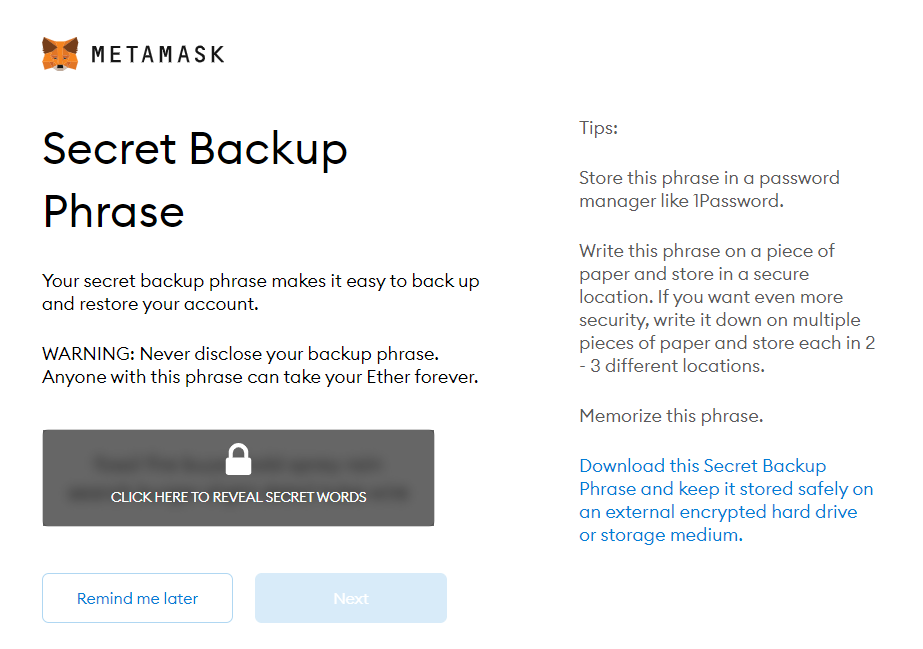 METAMASK
Secret Backup
Phrase
Your secret backup phrase makes it easy to back up
and restore your account.
WARNING: Never disclose your backup phrase.
Anyone with this phrase can take your Ether forever.
CLICK HERE TO REVEAL SECRET WORDS
Remind me later
Next
Tips:
Store this phrase in a password
manager like 1Password.
Write this phrase on a piece of
paper and store in a secure
location. If you want even more
security, write it down on multiple
pieces of paper and store each in 2
- 3 different locations.
Memorize this phrase.
Download this Secret Backup
Phrase and keep it stored safely on
an external encrypted hard drive
or storage medium.